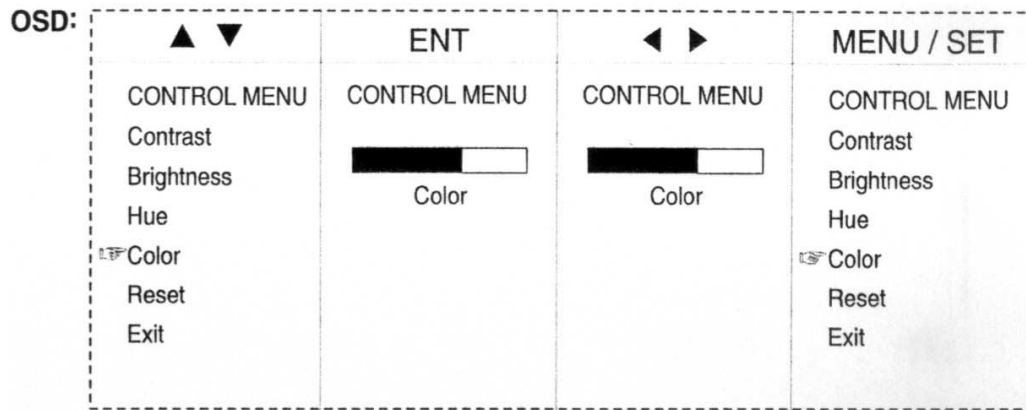 OSD:
▲ ▼
CONTROL MENU
Contrast
Brightness
Hue
☞Color
Reset
Exit
ENT
CONTROL MENU
Color
◀ ▶
CONTROL MENU
Color
MENU / SET
CONTROL MENU
Contrast
Brightness
Hue
☞Color
Reset
Exit